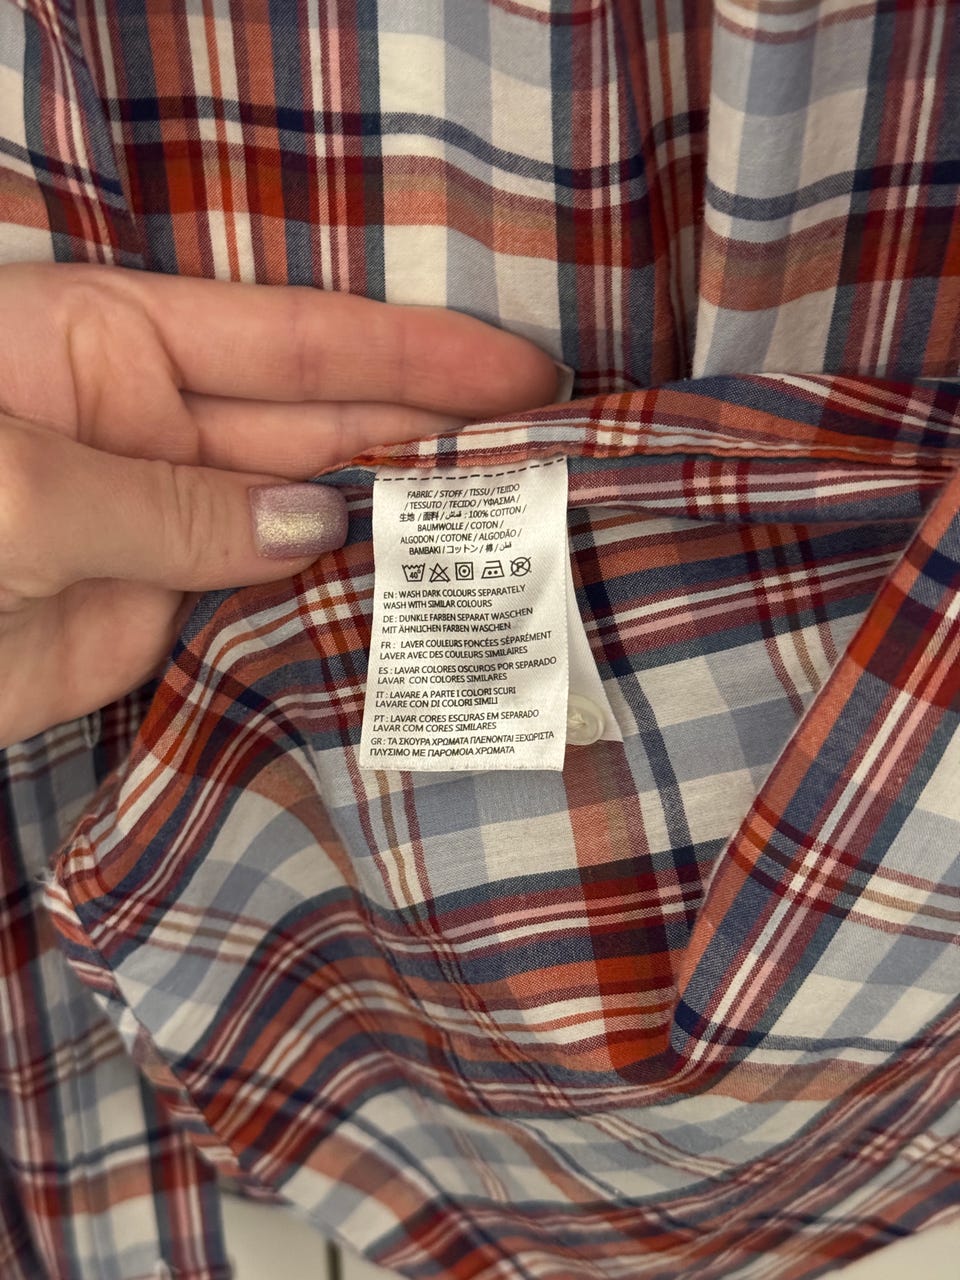 FABRIC / STOFF / TISSU / TEJIDO
/ TESSUTO / TECIDO / ΥΦΑΣΜΑ /
生地 / 面料 / قماش : 100% COTTON /
BAUMWOLLE / COTON /
ALGODON / COTONE / ALGODÃO /
BAMBAKI / コットン / 棉 / قطن
40°
EN : WASH DARK COLOURS SEPARATELY
WASH WITH SIMILAR COLOURS
DE : DUNKLE FARBEN SEPARAT WASCHEN
MIT ÄHNLICHEN FARBEN WASCHEN
FR : LAVER COULEURS FONCÉES SÉPARÉMENT
LAVER AVEC DES COULEURS SIMILAIRES
ES : LAVAR COLORES OSCUROS POR SEPARADO
LAVAR CON COLORES SIMILARES
IT : LAVARE A PARTE I COLORI SCURI
LAVARE CON DI COLORI SIMILI
PT : LAVAR CORES ESCURAS EM SEPARADO
LAVAR COM CORES SIMILARES
GR : ΤΑ ΣΚΟΥΡΑ ΧΡΩΜΑΤΑ ΠΛΕΝΟΝΤΑΙ ΞΕΧΩΡΙΣΤΑ
ΠΛΥΣΙΜΟ ΜΕ ΠΑΡΟΜΟΙΑ ΧΡΩΜΑΤΑ